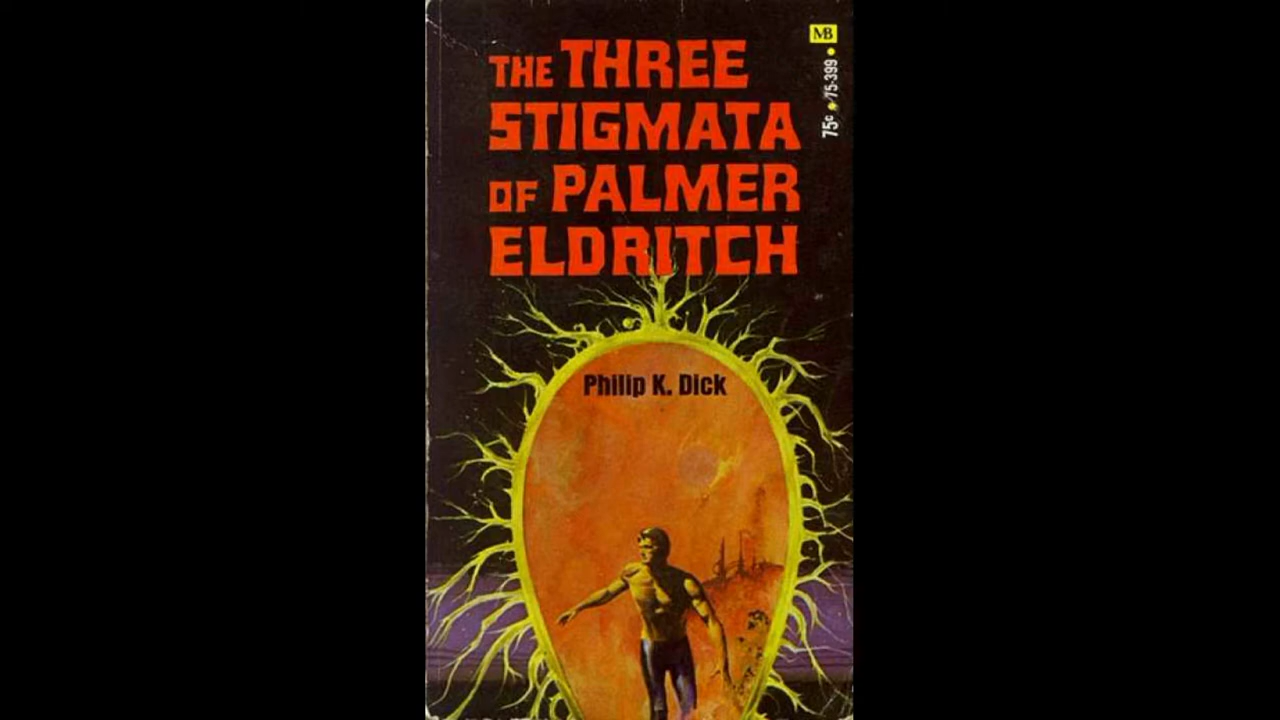 THE THREE
STIGMATA
OF PALMER
ELDRITCH
MB
75¢ • 75-399 •
Philip K. Dick